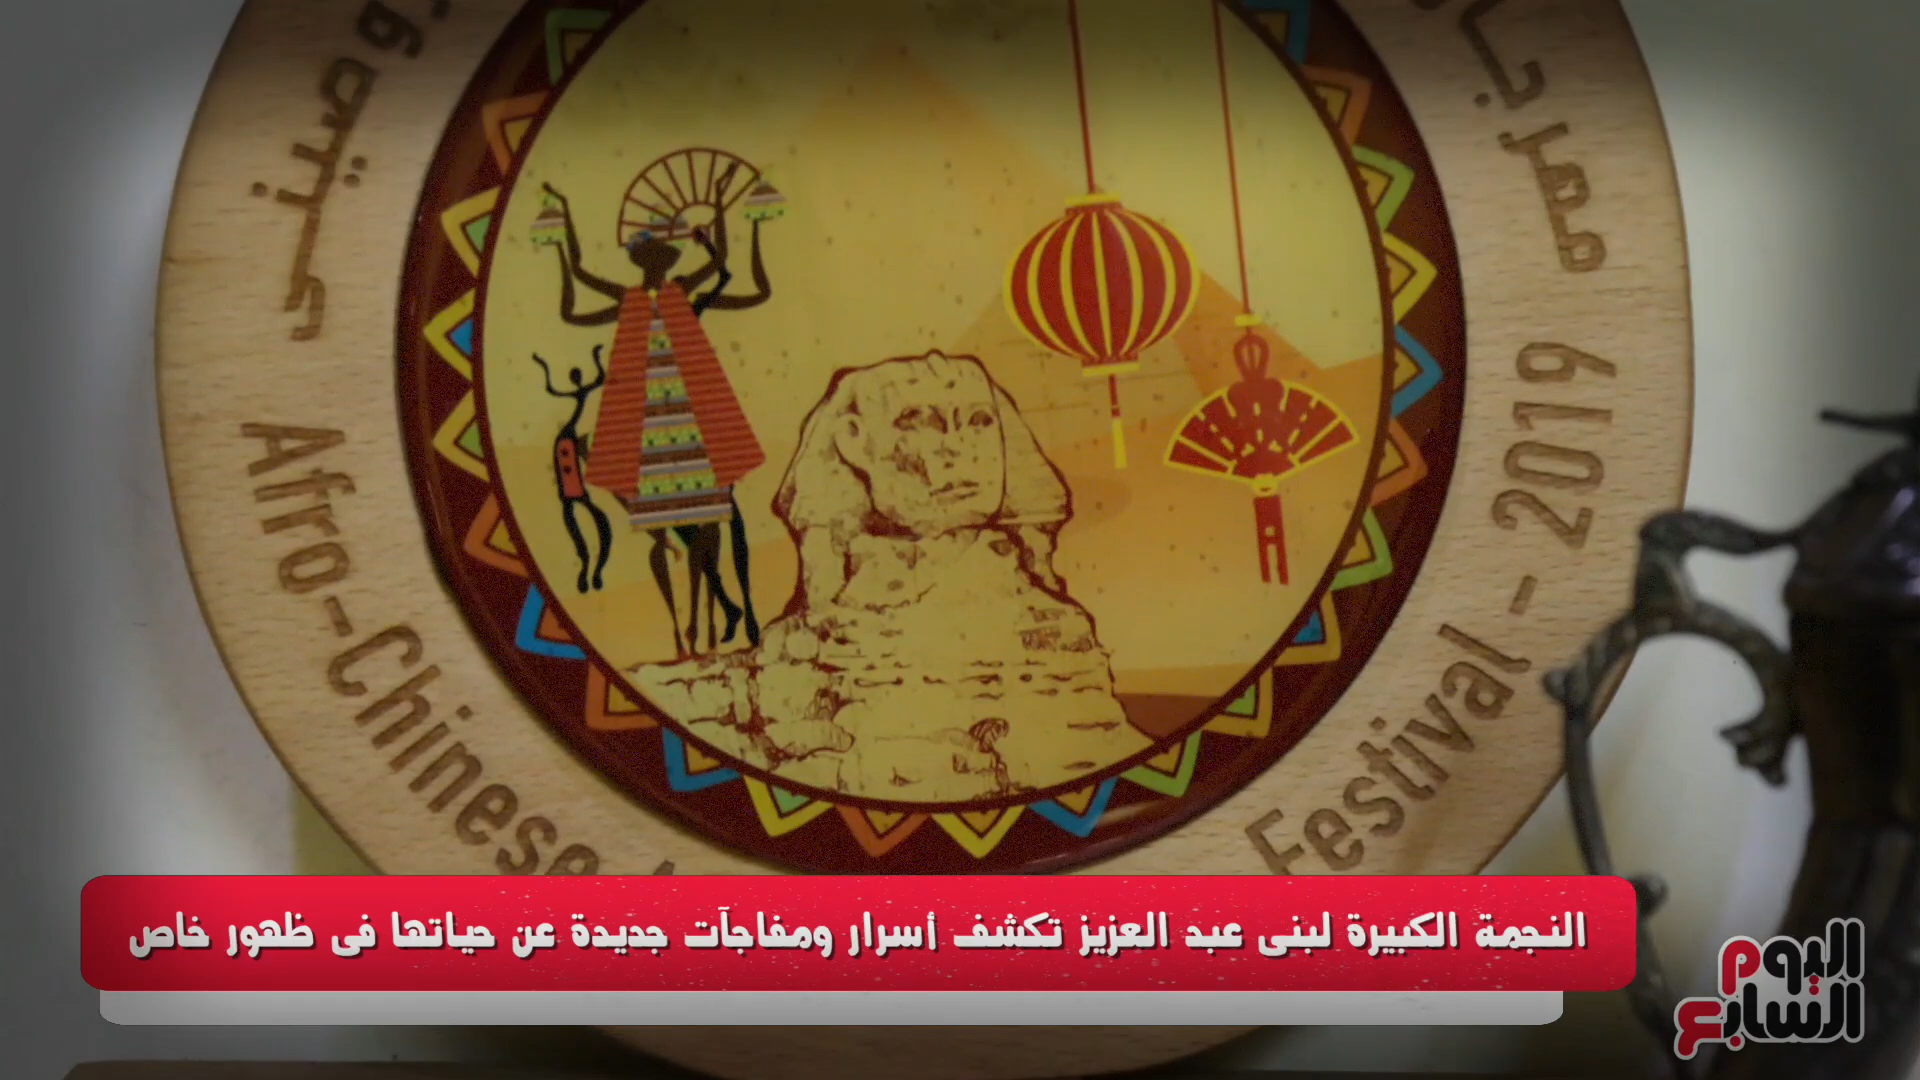 Afro-Chinese
Festival - 2019
النجمة الكبيرة لبنى عبد العزيز تكشف أسرار ومفاجآت جديدة عن حياتها فى ظهور خاص
اليوم
السابع